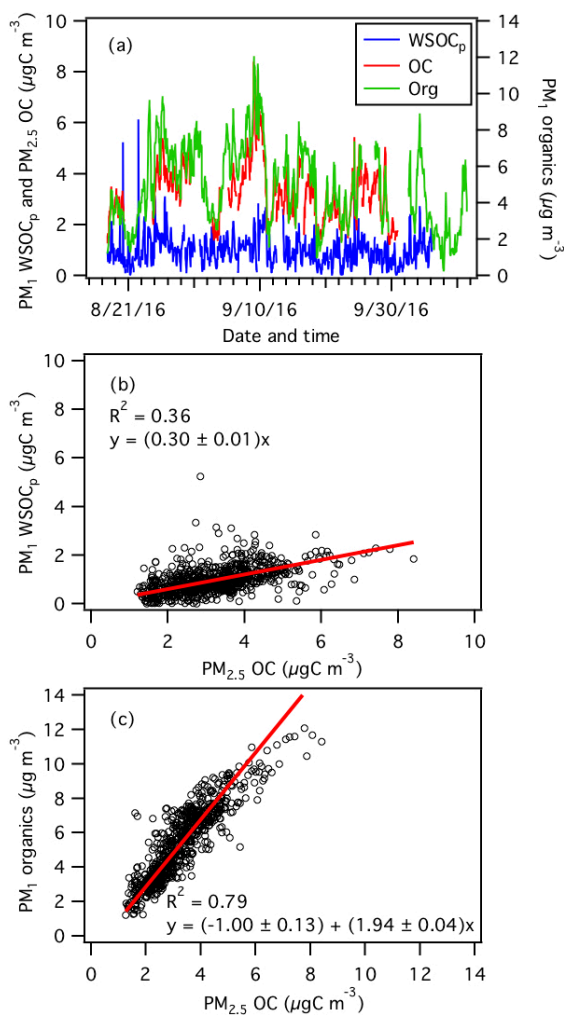 (a)
WSOCp
OC
Org
PM1 WSOCp and PM2.5 OC (µgC m-3)
10
8
6
4
2
0
PM1 organics (µg m-3)
14
12
10
8
6
4
2
0
8/21/16 9/10/16 9/30/16
Date and time
(b)
R2 = 0.36
y = (0.30 ± 0.01)x
PM1 WSOCp (µgC m-3)
10
8
6
4
2
0
0 2 4 6 8 10
PM2.5 OC (µgC m-3)
(c)
PM1 organics (µg m-3)
14
12
10
8
6
4
2
0
R2 = 0.79
y = (-1.00 ± 0.13) + (1.94 ± 0.04)x
0 2 4 6 8 10 12 14
PM2.5 OC (µgC m-3)